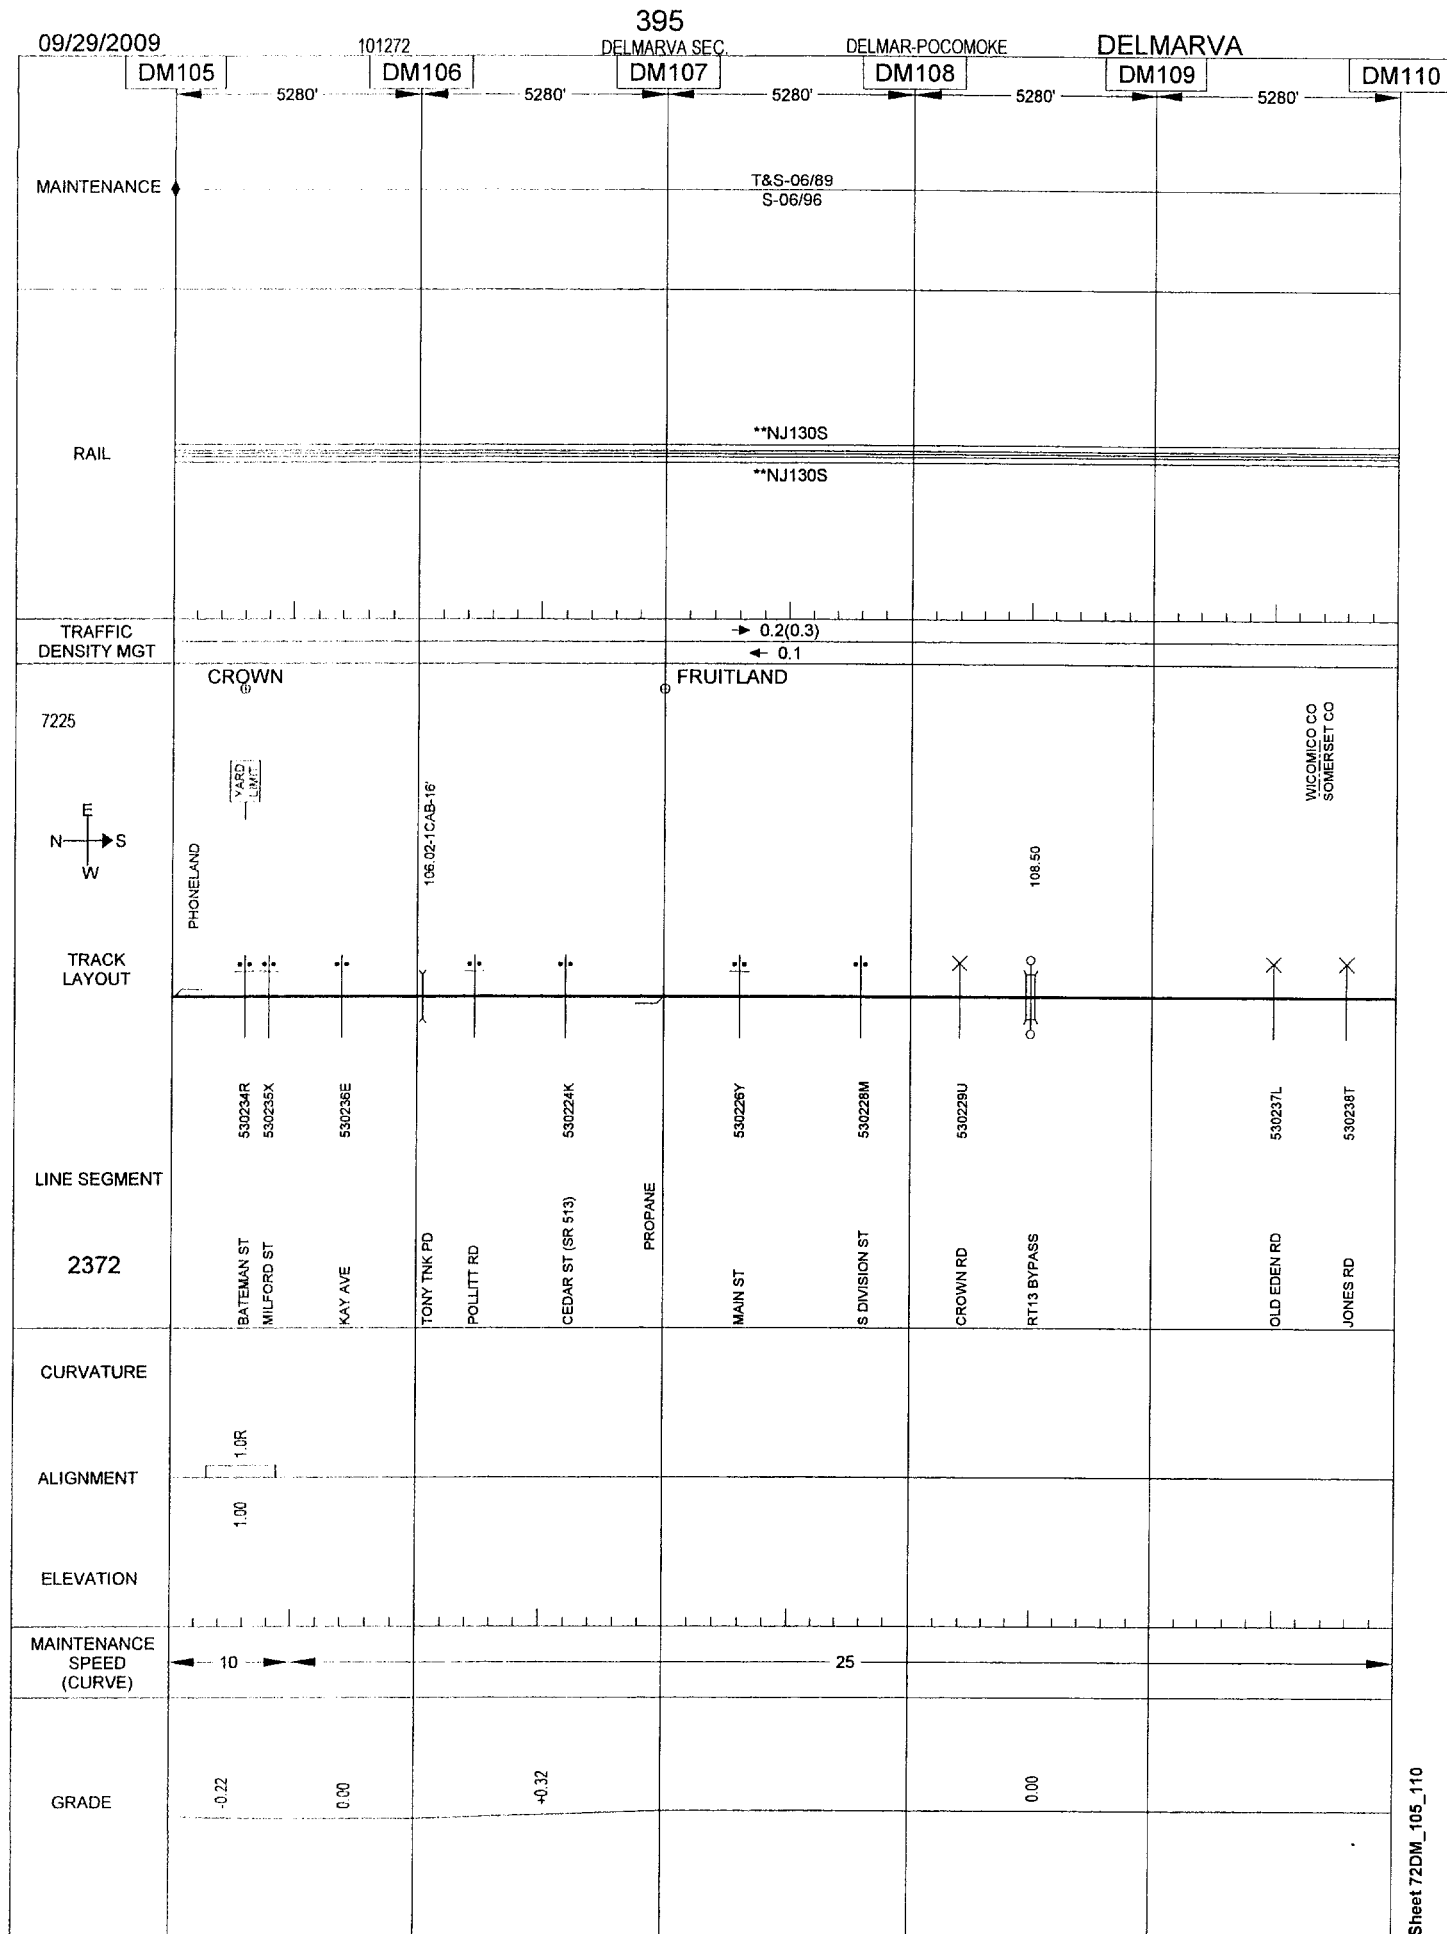 395
09/29/2009
101272
DELMARVA SEC.
DELMAR-POCOMOKE
DELMARVA
DM105
DM106
DM107
DM108
DM109
DM110
5280'
5280'
5280'
5280'
5280'
MAINTENANCE
T&S-06/89
S-06/96
RAIL
**NJ130S
**NJ130S
TRAFFIC
DENSITY MGT
0.2(0.3)
0.1
CROWN
FRUITLAND
7225
YARD
LIMIT
WICOMICO CO
SOMERSET CO
E
N
S
W
PHONELAND
106.02-1CAB-16'
108.50
TRACK
LAYOUT
530234R
530235X
530236E
530224K
530226Y
530228M
530229U
530237L
530238T
LINE SEGMENT
2372
BATEMAN ST
MILFORD ST
KAY AVE
TONY TNK PD
POLLITT RD
CEDAR ST (SR 513)
PROPANE
MAIN ST
S DIVISION ST
CROWN RD
RT13 BYPASS
OLD EDEN RD
JONES RD
CURVATURE
1.0R
ALIGNMENT
1.00
ELEVATION
MAINTENANCE
SPEED
(CURVE)
10
25
GRADE
-0.22
0.00
+0.32
0.00
Sheet 72DM_105_110